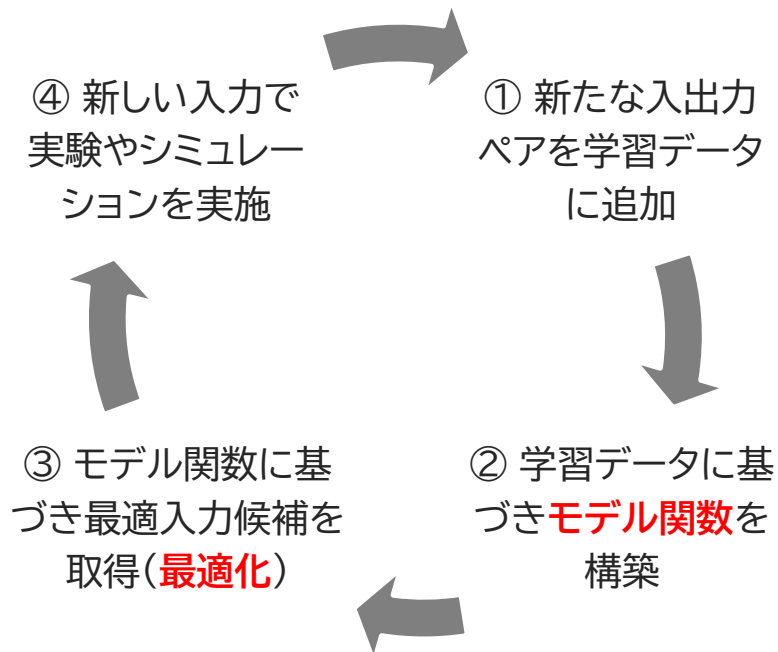 ① 新たな入出力
ペアを学習データ
に追加
② 学習データに基
づきモデル関数を
構築
③ モデル関数に基
づき最適入力候補を
取得(最適化)
④ 新しい入力で
実験やシミュレー
ションを実施